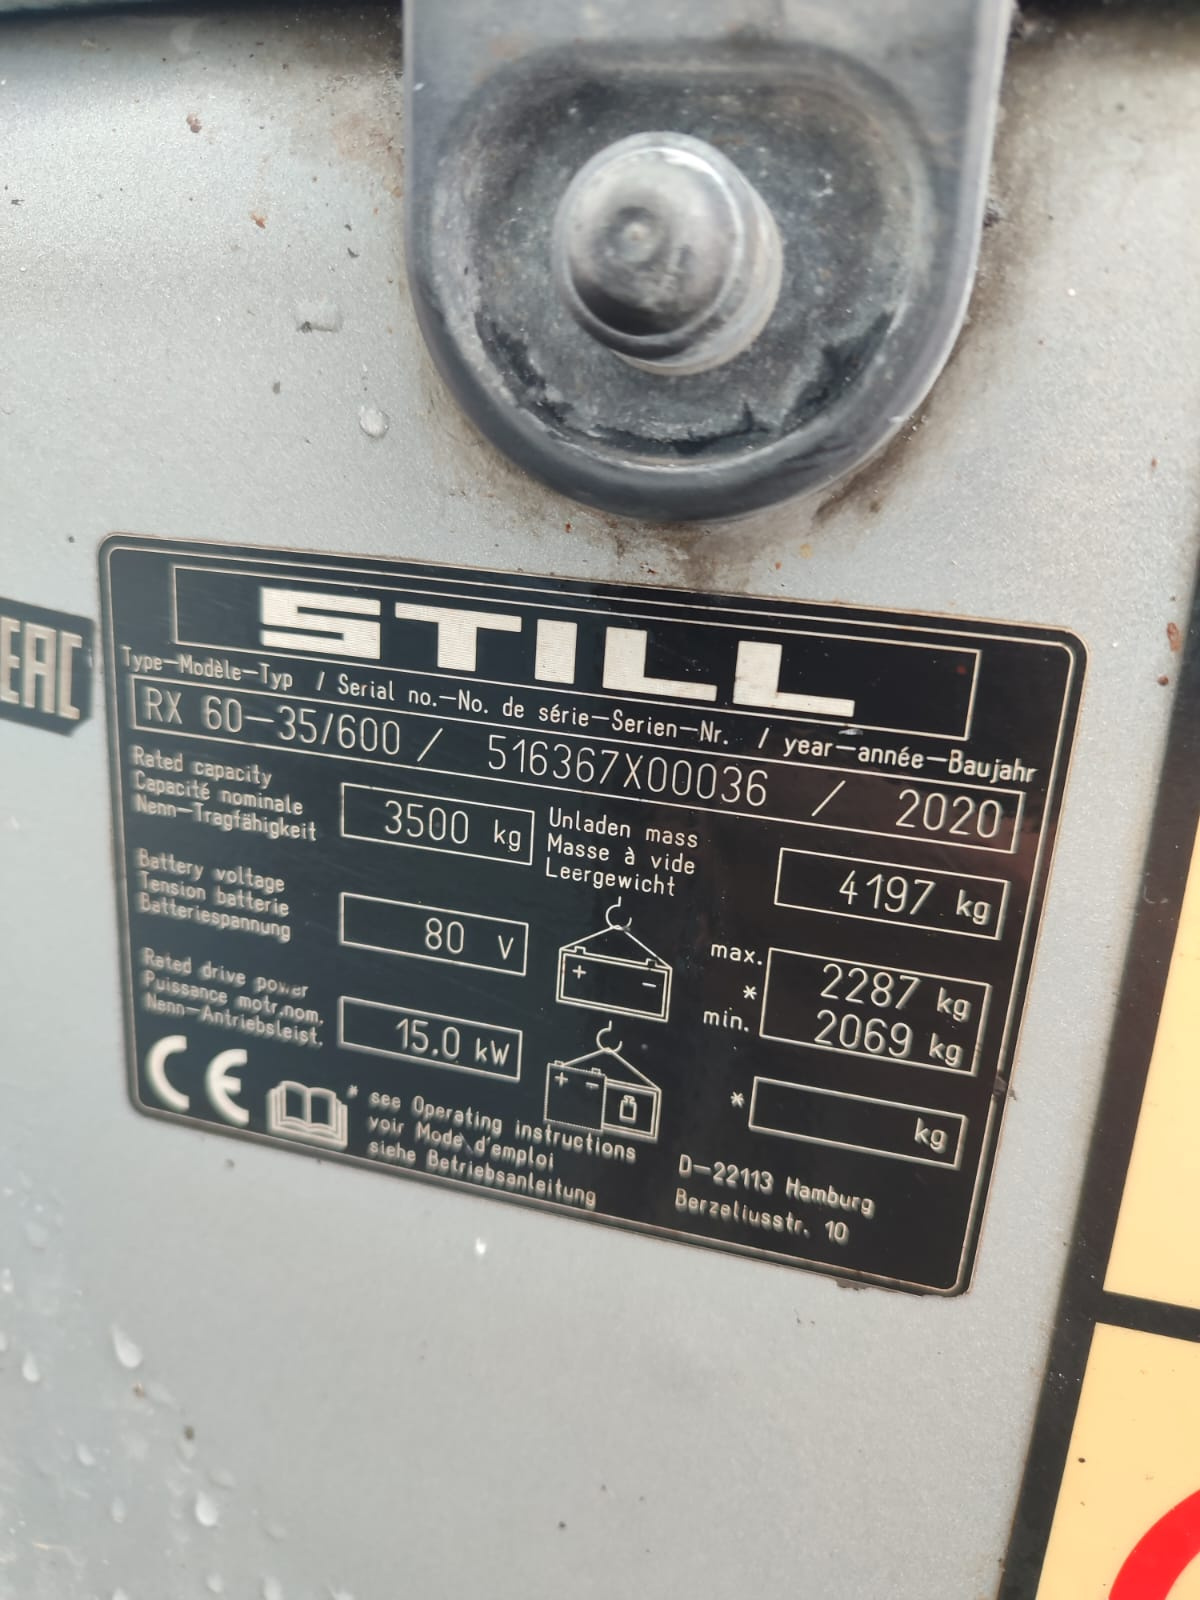 EAC
STILL
Type-Modèle-Typ / Serial no.-No. de série-Serien-Nr. / year-année-Baujahr
RX 60-35/600 / 516367X00036 / 2020
Rated capacity
Capacité nominale
Nenn-Tragfähigkeit
3500 kg
Unladen mass
Masse à vide
Leergewicht
4197 kg
Battery voltage
Tension batterie
Batteriespannung
80 V
+ -
max.
*
min.
2287 kg
2069 kg
Rated drive power
Puissance motr.nom.
Nenn-Antriebsleist.
15.0 kW
+ -
* kg
CE
* see Operating instructions
voir Mode d'emploi
siehe Betriebsanleitung
D-22113 Hamburg
Berzeliusstr. 10